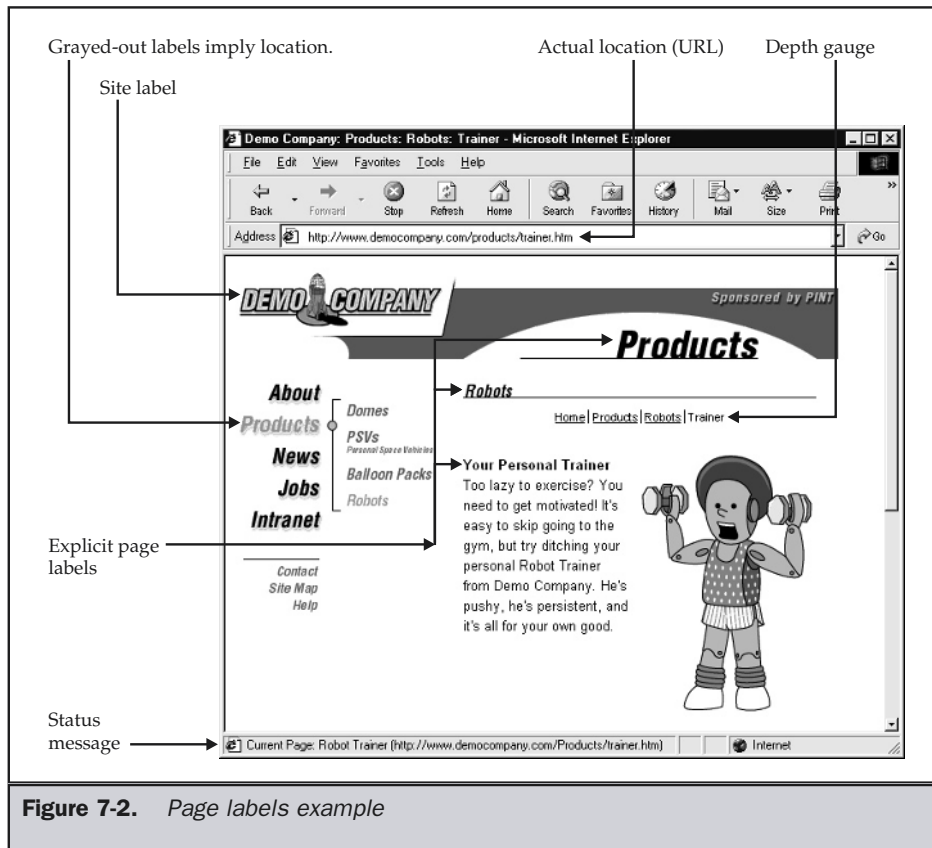 Grayed-out labels imply location.
Actual location (URL)
Depth gauge
Site label
Demo Company: Products: Robots: Trainer - Microsoft Internet Explorer
File Edit View Favorites Tools Help
Back Forward Stop Refresh Home Search Favorites History Mail Size Print »
Address http://www.democompany.com/products/trainer.htm Go
DEMO COMPANY
Sponsored by PINT
Products
Robots
Home | Products | Robots | Trainer
About
Products
News
Jobs
Intranet
Domes
PSVs
Personal Space Vehicles
Balloon Packs
Robots
Contact
Site Map
Help
Your Personal Trainer
Too lazy to exercise? You
need to get motivated! It's
easy to skip going to the
gym, but try ditching your
personal Robot Trainer
from Demo Company. He's
pushy, he's persistent, and
it's all for your own good.
Explicit page
labels
Status
message
Current Page: Robot Trainer (http://www.democompany.com/Products/trainer.htm) Internet
Figure 7-2. Page labels example